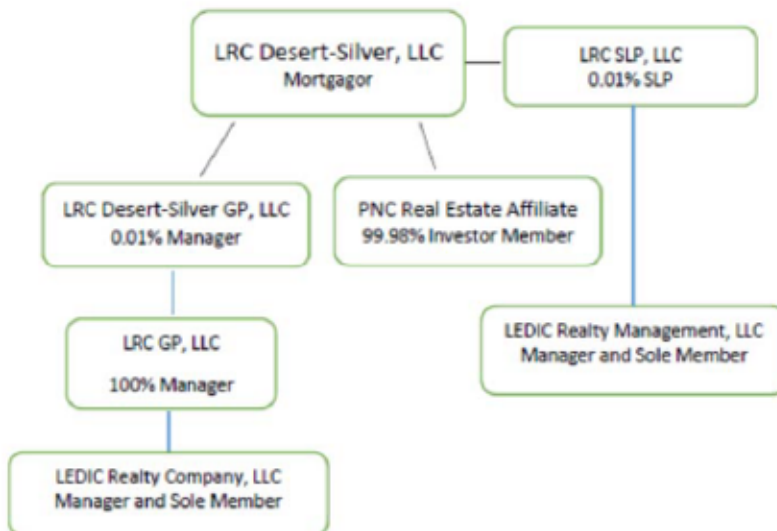 LRC Desert-Silver, LLC
Mortgagor
LRC SLP, LLC
0.01% SLP
LRC Desert-Silver GP, LLC
0.01% Manager
PNC Real Estate Affiliate
99.98% Investor Member
LRC GP, LLC
100% Manager
LEDIC Realty Management, LLC
Manager and Sole Member
LEDIC Realty Company, LLC
Manager and Sole Member